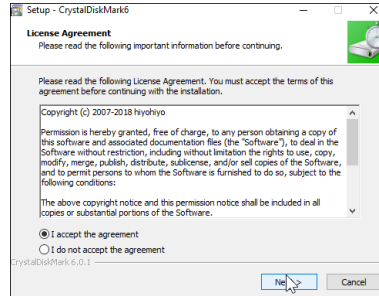 Setup - CrystalDiskMark6
License Agreement
Please read the following important information before continuing.
Please read the following License Agreement. You must accept the terms of this
agreement before continuing with the installation.
Copyright (c) 2007-2018 hiyohiyo
Permission is hereby granted, free of charge, to any person obtaining a copy of
this software and associated documentation files (the "Software"), to deal in the
Software without restriction, including without limitation the rights to use, copy,
modify, merge, publish, distribute, sublicense, and/or sell copies of the Software,
and to permit persons to whom the Software is furnished to do so, subject to the
following conditions:
The above copyright notice and this permission notice shall be included in all
copies or substantial portions of the Software.
I accept the agreement
I do not accept the agreement
CrystalDiskMark 6.0.1
Ne >
Cancel